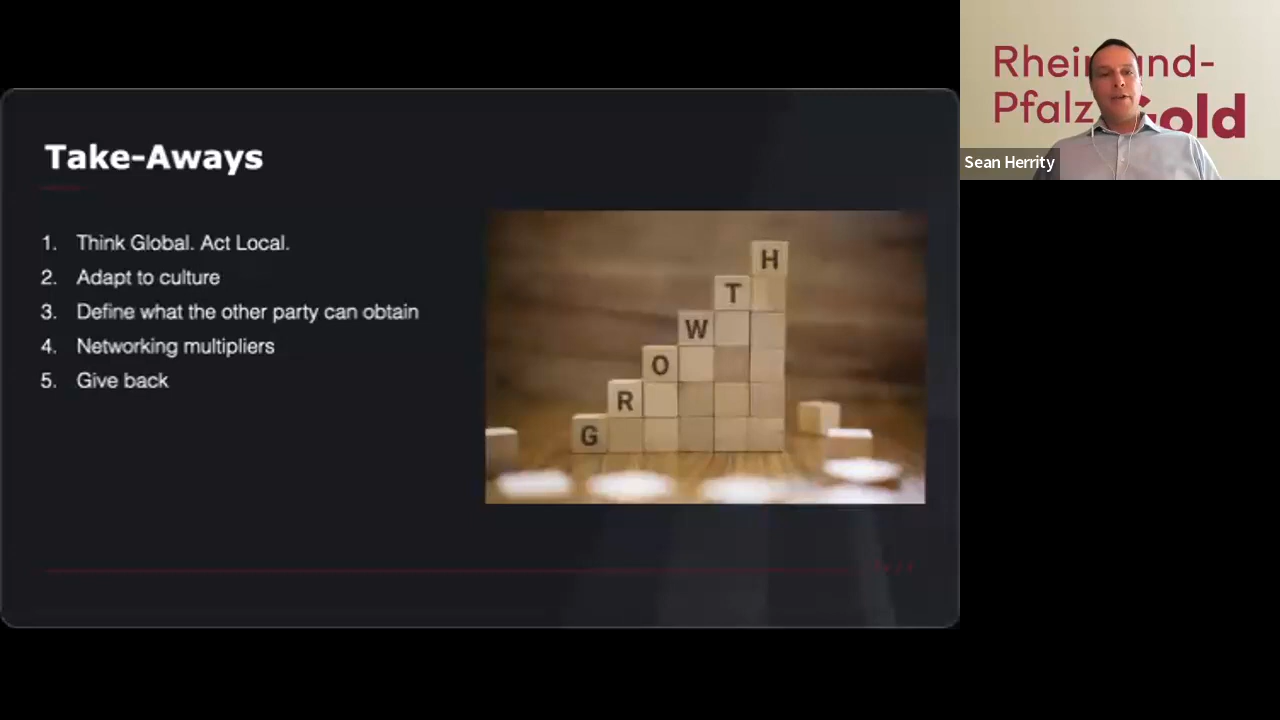 Take-Aways
1. Think Global. Act Local.
2. Adapt to culture
3. Define what the other party can obtain
4. Networking multipliers
5. Give back
G
R
O
W
T
H
Pfalz
Sean Herrity